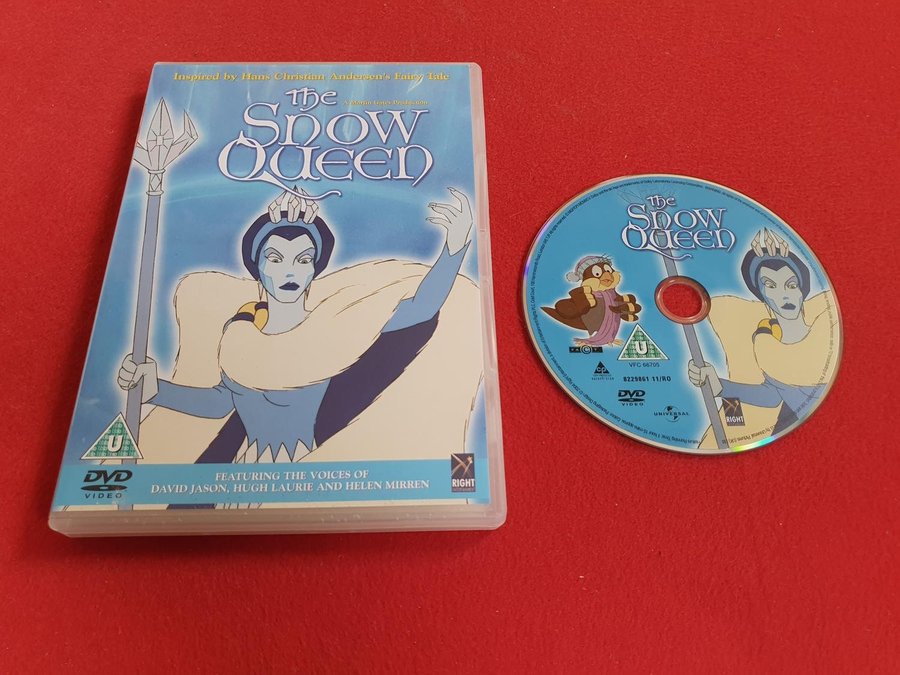 Inspired by Hans Christian Andersen's Fairy Tale
The
A Martin Gates Production
Snow
Queen
U
DVD
VIDEO
FEATURING THE VOICES OF
DAVID JASON, HUGH LAURIE AND HELEN MIRREN
RIGHT
The
Snow
Queen
U
VFC 66705
8229861 11/RO
DVD
VIDEO
UNIVERSAL
RIGHT